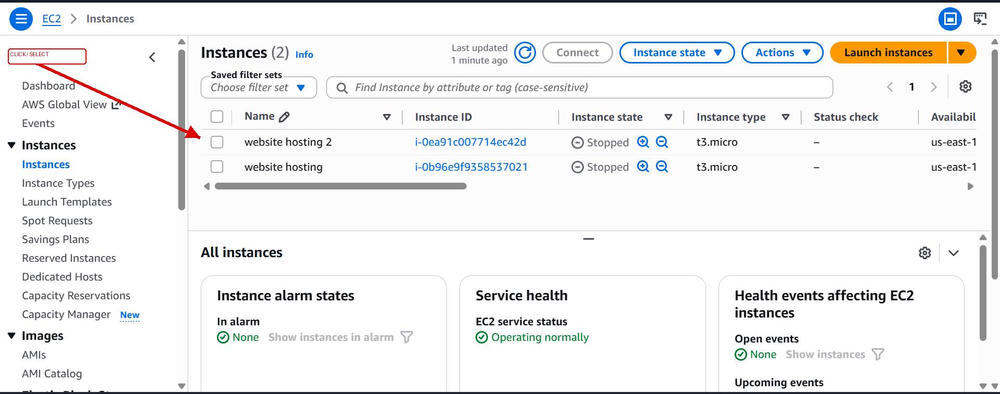 EC2 > Instances
CLICK/ SELECT
Dashboard
AWS Global View
Events
Instances
Instances
Instance Types
Launch Templates
Spot Requests
Savings Plans
Reserved Instances
Dedicated Hosts
Capacity Reservations
Capacity Manager New
Images
AMIs
AMI Catalog
Instances (2) Info
Last updated
1 minute ago
Connect
Instance state
Actions
Launch instances
Saved filter sets
Choose filter set
Find Instance by attribute or tag (case-sensitive)
1
Name Instance ID Instance state Instance type Status check Availabil
website hosting 2 i-0ea91c007714ec42d Stopped t3.micro – us-east-1
website hosting i-0b96e9f9358537021 Stopped t3.micro – us-east-1
All instances
Instance alarm states
In alarm
None Show instances in alarm
Service health
EC2 service status
Operating normally
Health events affecting EC2
instances
Open events
None Show instances
Upcoming events